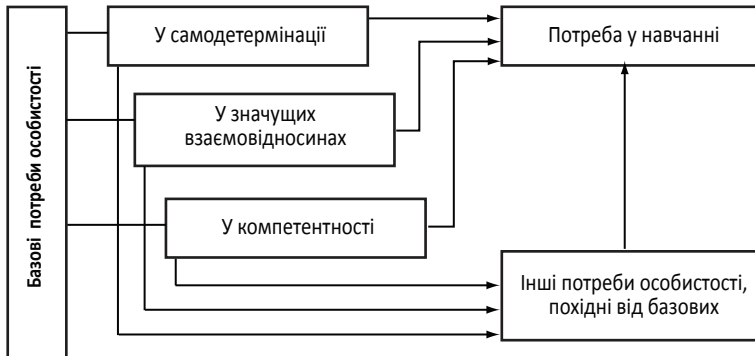 Базові потреби особистості
У самодетермінації
Потреба у навчанні
У значущих
взаємовідносинах
У компетентності
Інші потреби особистості,
похідні від базових